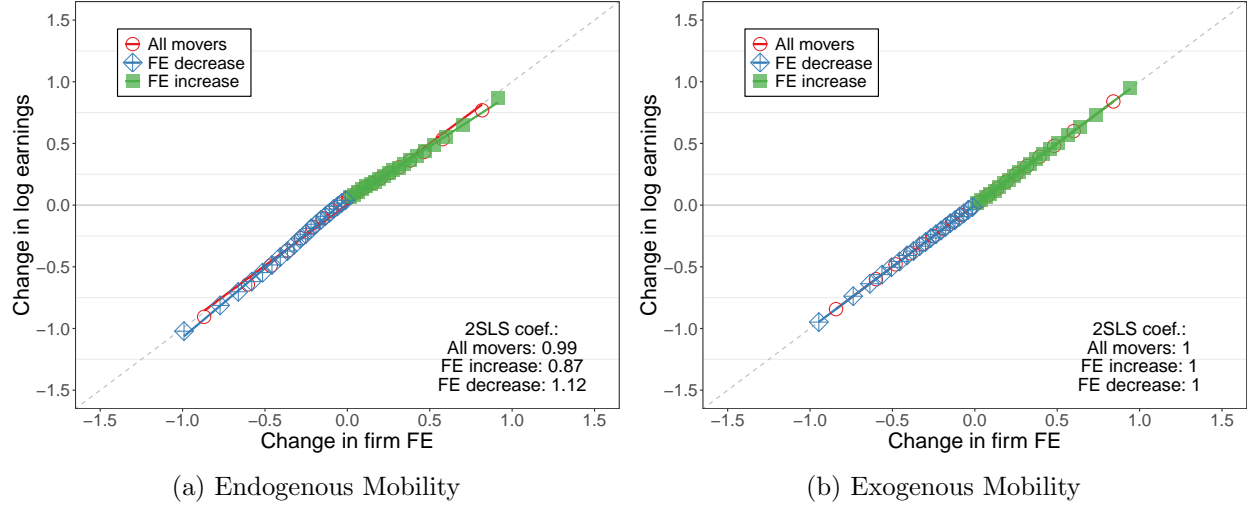 All movers
FE decrease
FE increase
1.5
1.0
0.5
0.0
−0.5
−1.0
−1.5
Change in log earnings
2SLS coef.:
All movers: 0.99
FE increase: 0.87
FE decrease: 1.12
−1.5 −1.0 −0.5 0.0 0.5 1.0 1.5
Change in firm FE
(a) Endogenous Mobility
All movers
FE decrease
FE increase
1.5
1.0
0.5
0.0
−0.5
−1.0
−1.5
Change in log earnings
2SLS coef.:
All movers: 1
FE increase: 1
FE decrease: 1
−1.5 −1.0 −0.5 0.0 0.5 1.0 1.5
Change in firm FE
(b) Exogenous Mobility